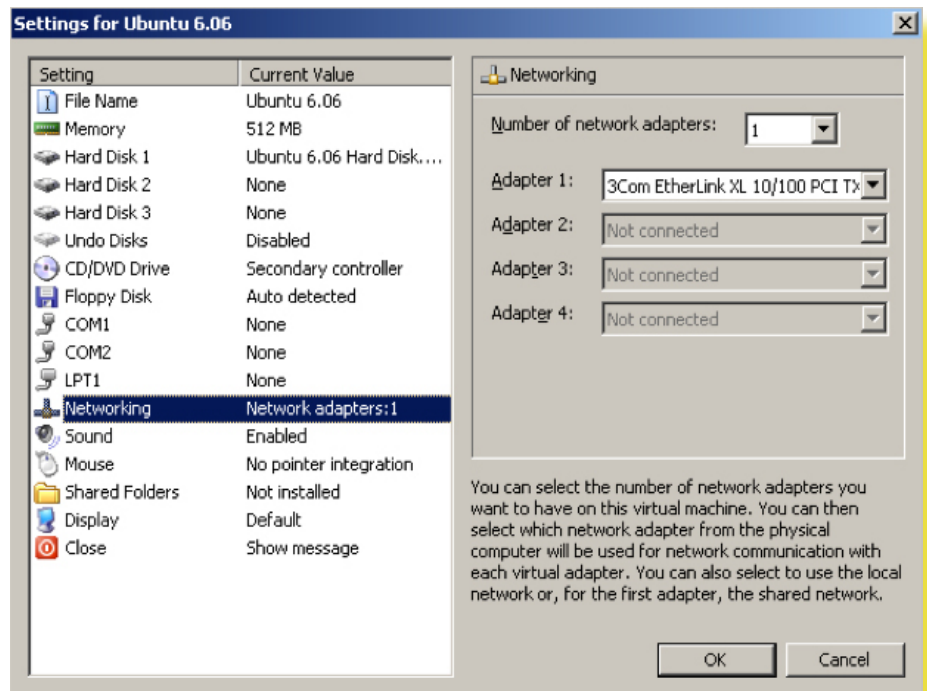 Settings for Ubuntu 6.06
Setting Current Value
File Name Ubuntu 6.06
Memory 512 MB
Hard Disk 1 Ubuntu 6.06 Hard Disk....
Hard Disk 2 None
Hard Disk 3 None
Undo Disks Disabled
CD/DVD Drive Secondary controller
Floppy Disk Auto detected
COM1 None
COM2 None
LPT1 None
Networking Network adapters:1
Sound Enabled
Mouse No pointer integration
Shared Folders Not installed
Display Default
Close Show message
Networking
Number of network adapters: 1
Adapter 1: 3Com EtherLink XL 10/100 PCI TX
Adapter 2: Not connected
Adapter 3: Not connected
Adapter 4: Not connected
You can select the number of network adapters you
want to have on this virtual machine. You can then
select which network adapter from the physical
computer will be used for network communication with
each virtual adapter. You can also select to use the local
network or, for the first adapter, the shared network.
OK Cancel